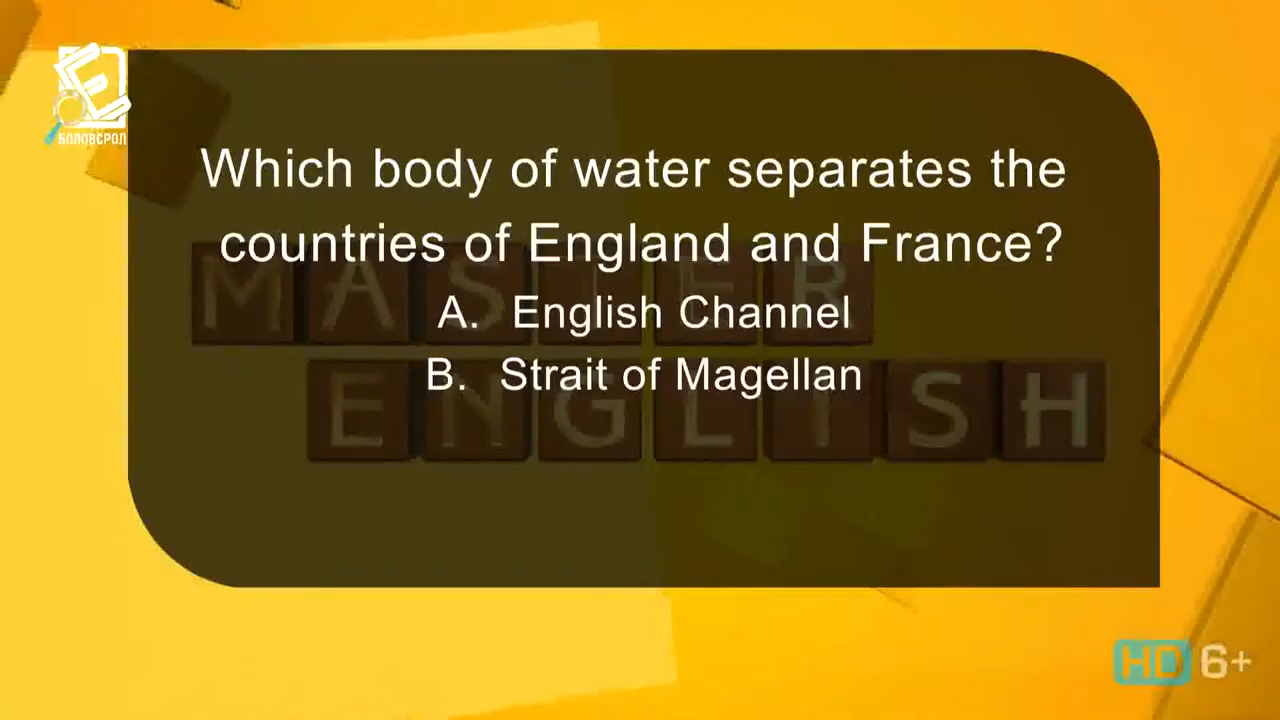 БОЛОВСРОЛ
Which body of water separates the
countries of England and France?
A. English Channel
B. Strait of Magellan
MASTER
ENGLISH
HD 6+